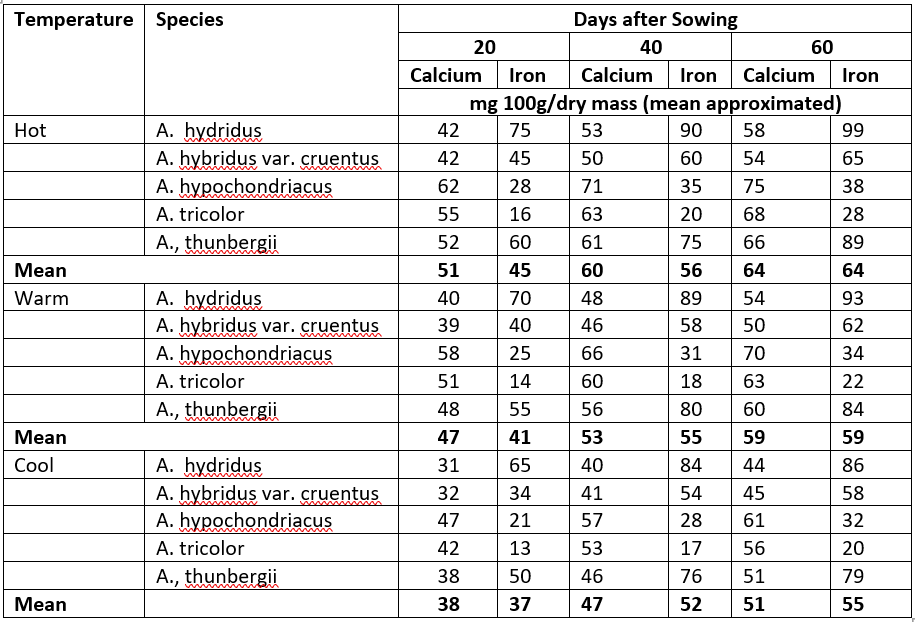 Temperature Species Days after Sowing
20 40 60
Calcium Iron Calcium Iron Calcium Iron
mg 100g/dry mass (mean approximated)
Hot A. hydridus 42 75 53 90 58 99
A. hybridus var. cruentus 42 45 50 60 54 65
A. hypochondriacus 62 28 71 35 75 38
A. tricolor 55 16 63 20 68 28
A., thunbergii 52 60 61 75 66 89
Mean 51 45 60 56 64 64
Warm A. hydridus 40 70 48 89 54 93
A. hybridus var. cruentus 39 40 46 58 50 62
A. hypochondriacus 58 25 66 31 70 34
A. tricolor 51 14 60 18 63 22
A., thunbergii 48 55 56 80 60 84
Mean 47 41 53 55 59 59
Cool A. hydridus 31 65 40 84 44 86
A. hybridus var. cruentus 32 34 41 54 45 58
A. hypochondriacus 47 21 57 28 61 32
A. tricolor 42 13 53 17 56 20
A., thunbergii 38 50 46 76 51 79
Mean 38 37 47 52 51 55